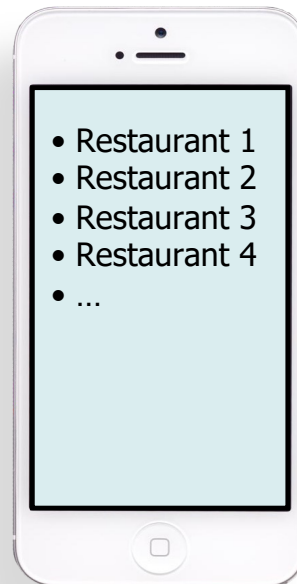 • Restaurant 1
• Restaurant 2
• Restaurant 3
• Restaurant 4
• ...